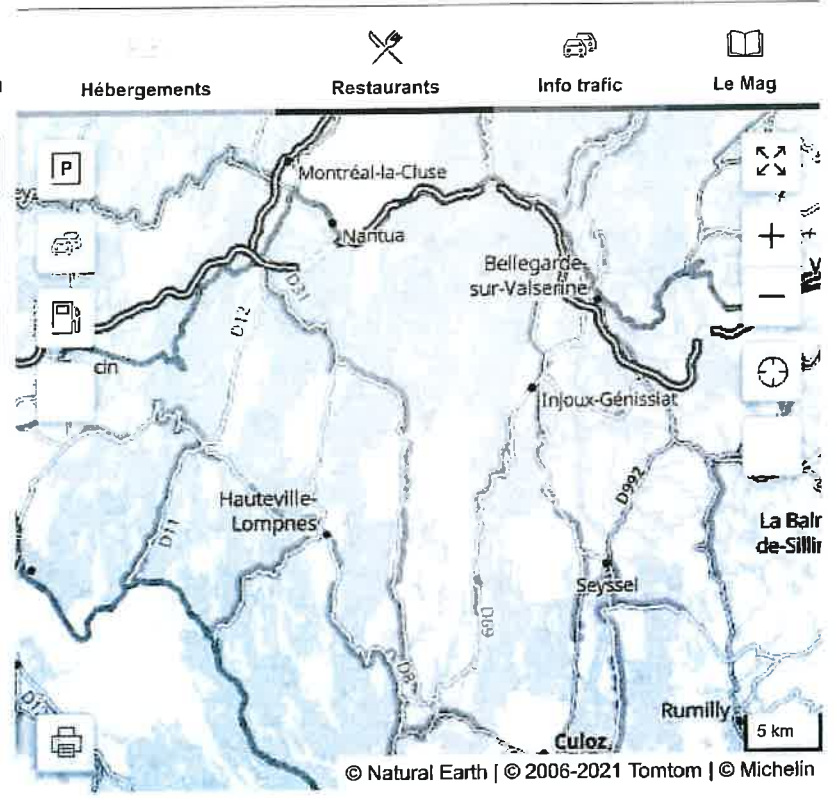 Hébergements
Restaurants
Info trafic
Le Mag
P
Montréal-la-Cluse
Nantua
Bellegarde-
sur-Valserine
D31
D12
cin
Injoux-Génissiat
D992
Hauteville-
Lompnes
D11
La Balr
de-Sillir
Seyssel
D69
D8
D1
Rumilly
5 km
Culoz
© Natural Earth | © 2006-2021 Tomtom | © Michelin